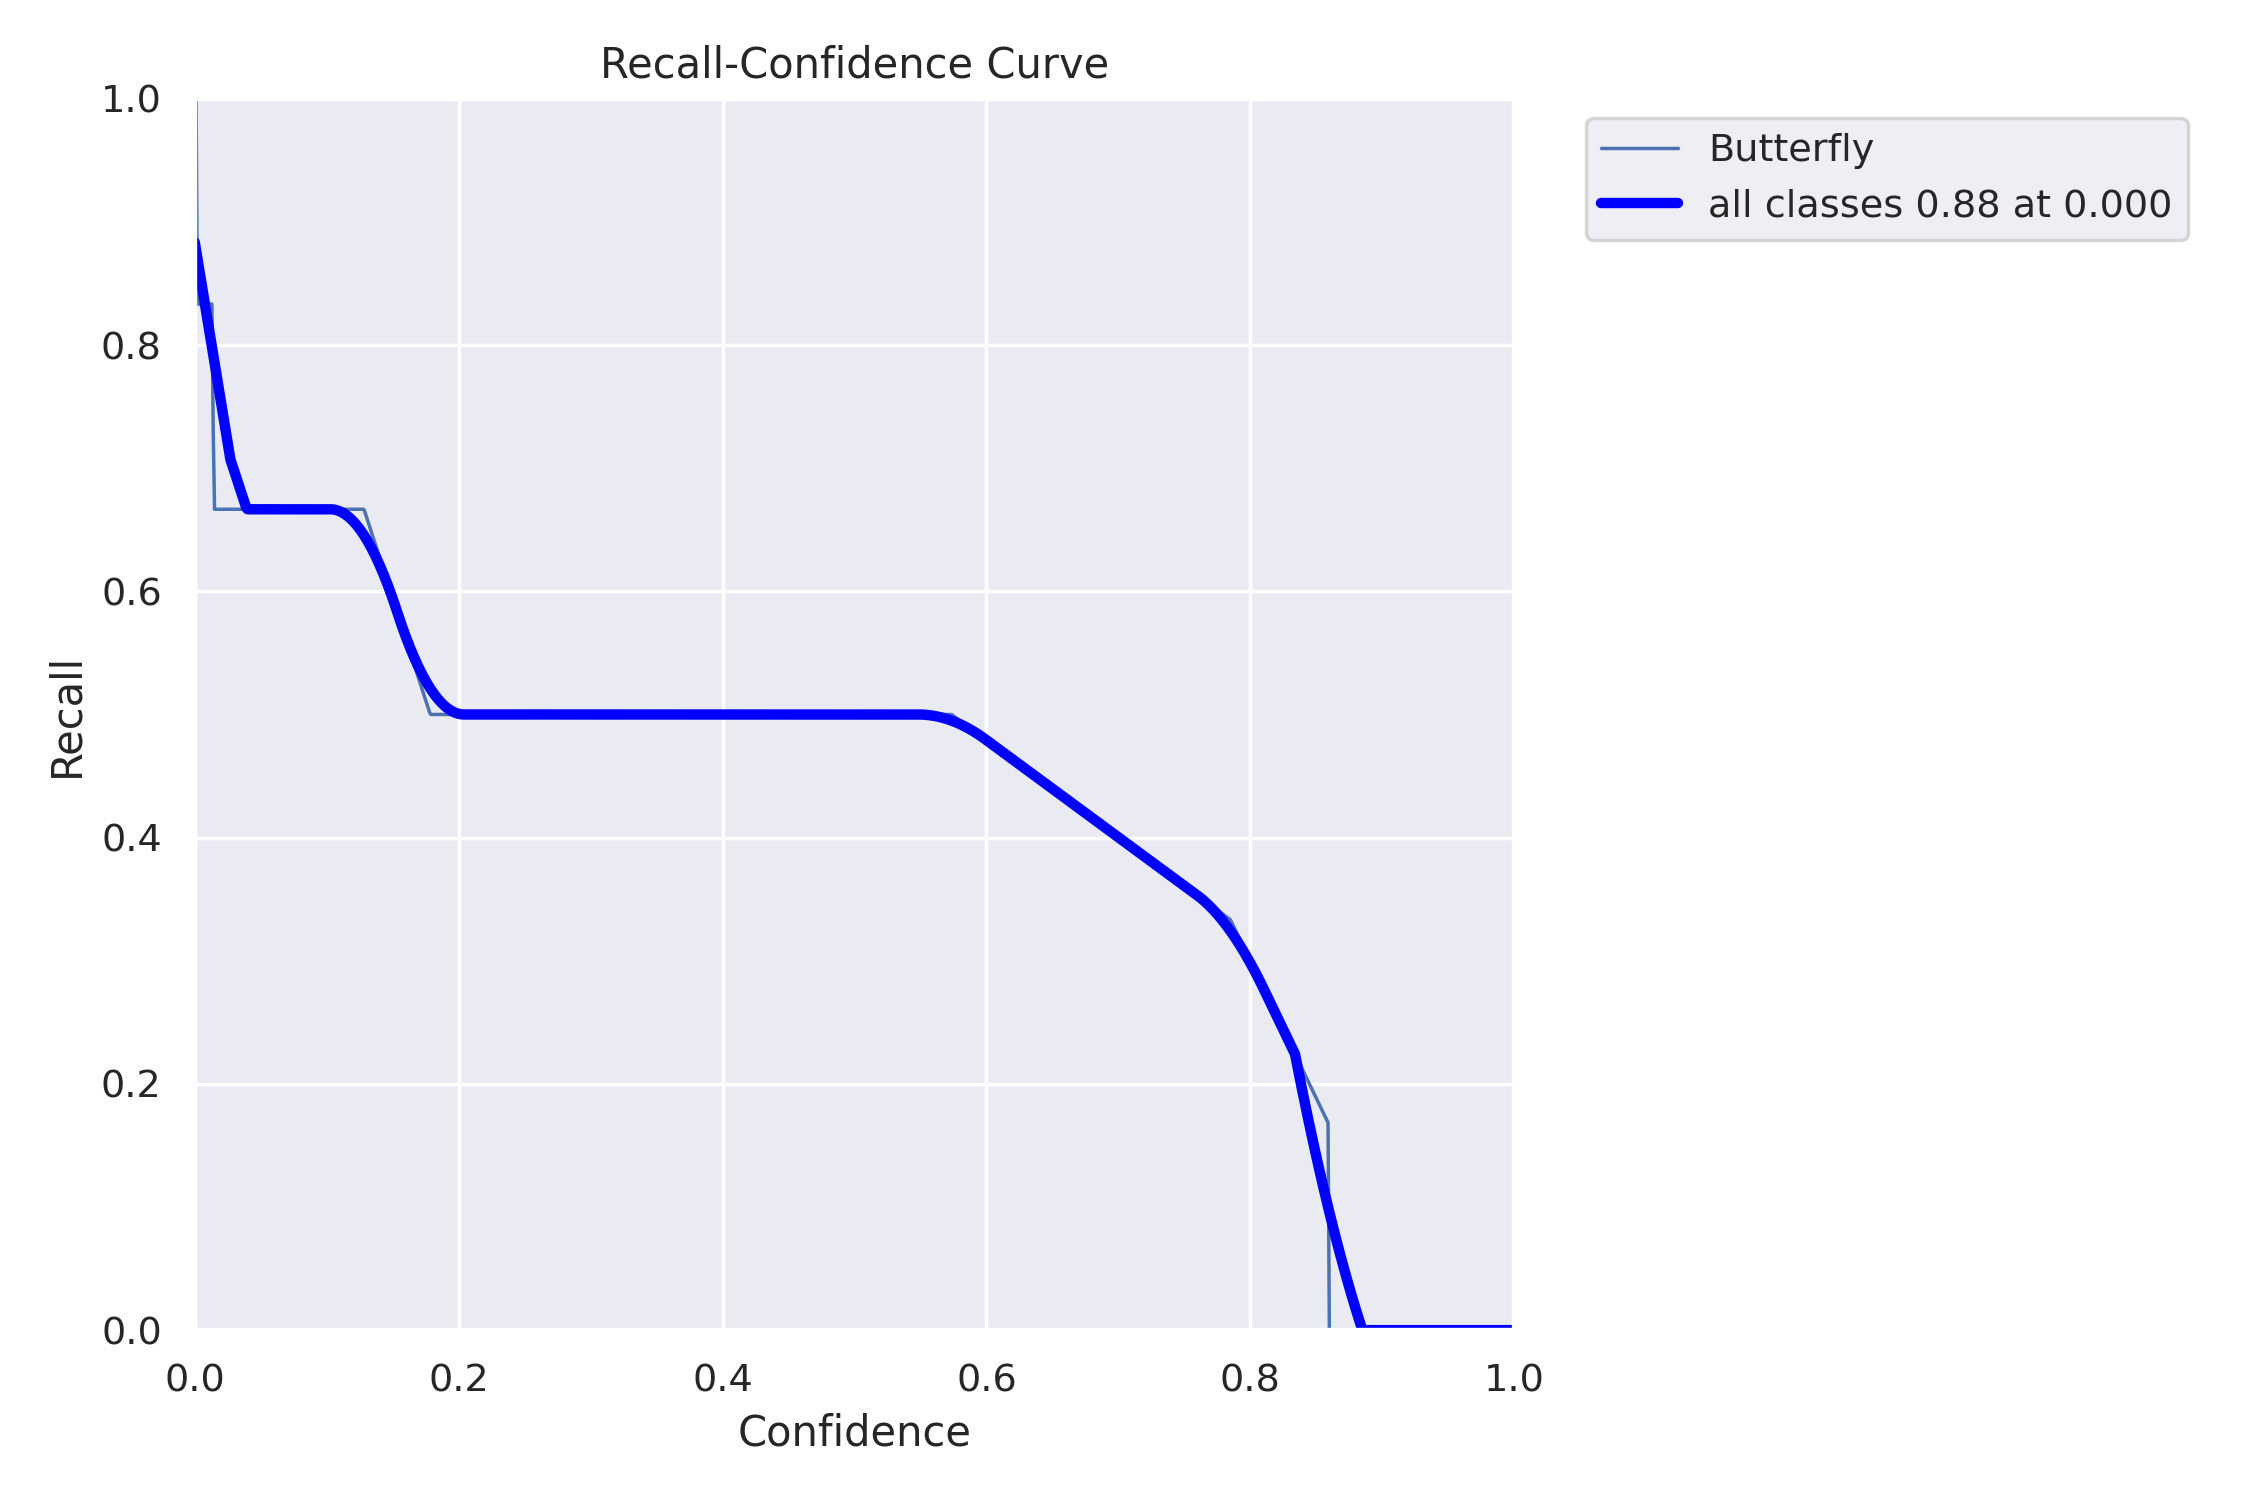 Recall-Confidence Curve
1.0
0.8
0.6
0.4
0.2
0.0
Recall
0.0 0.2 0.4 0.6 0.8 1.0
Confidence
Butterfly
all classes 0.88 at 0.000